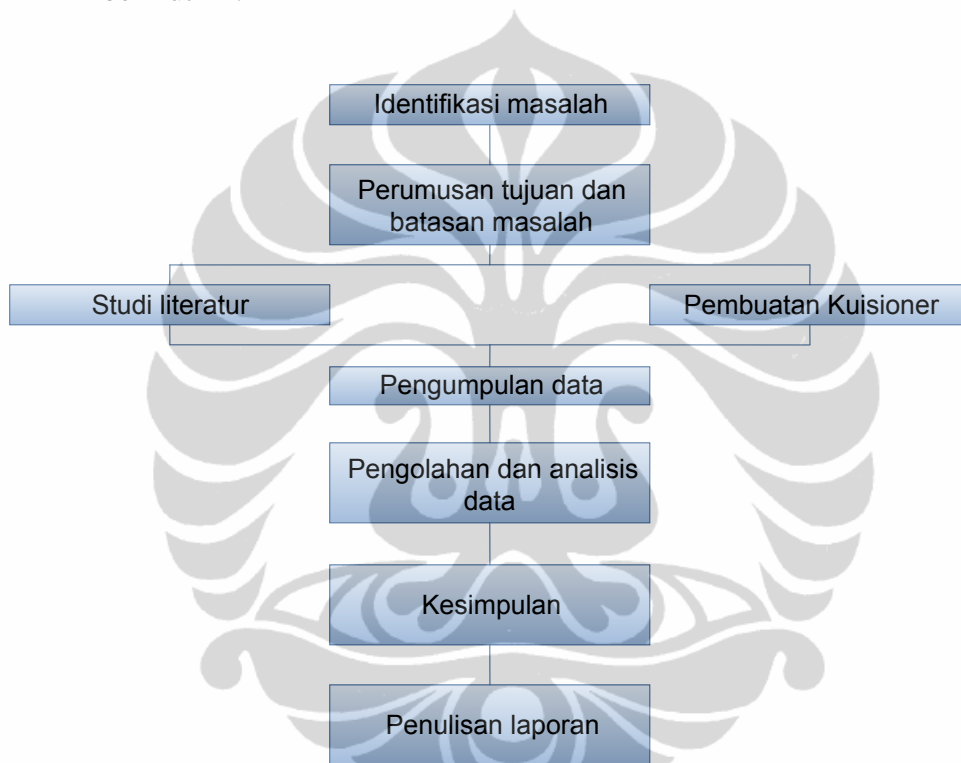 Identifikasi masalah
Perumusan tujuan dan
batasan masalah
Studi literatur
Pembuatan Kuisioner
Pengumpulan data
Pengolahan dan analisis
data
Kesimpulan
Penulisan laporan